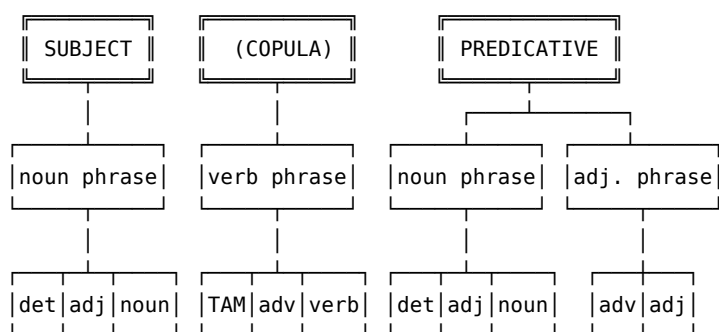 SUBJECT (COPULA) PREDICATIVE
noun phrase verb phrase noun phrase adj. phrase
det adj noun TAM adv verb det adj noun adv adj